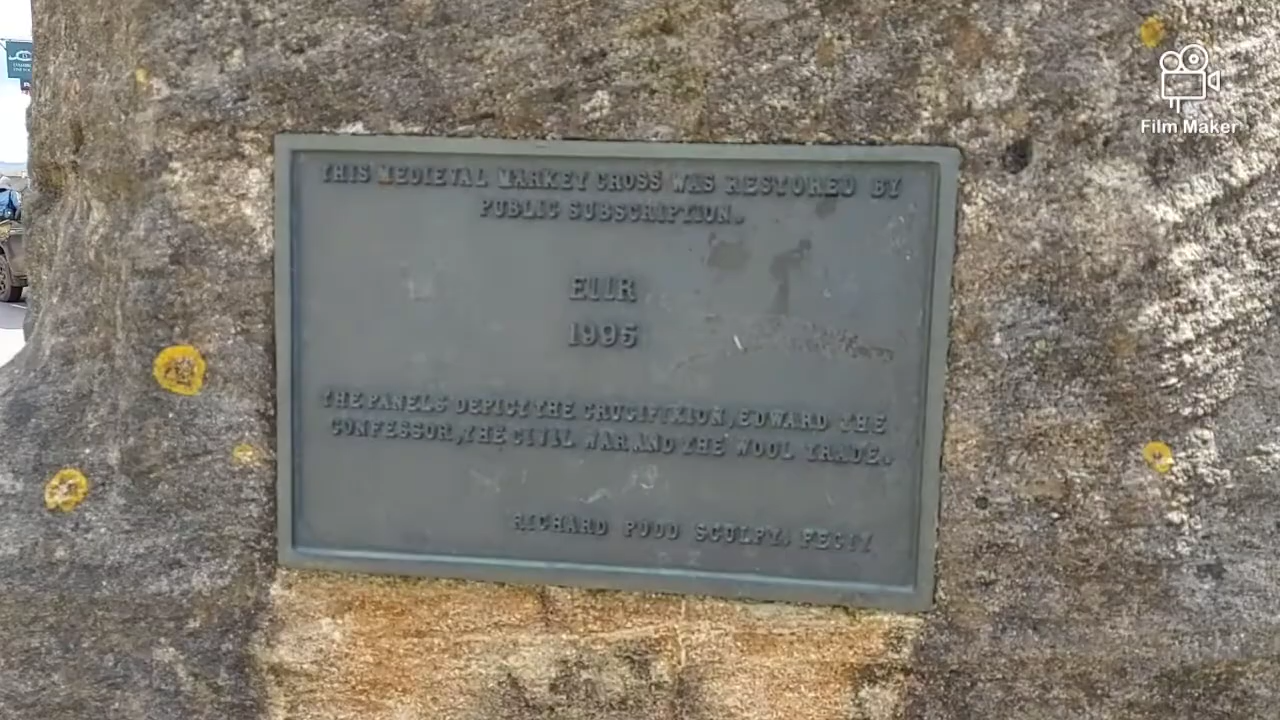 THIS MEDIEVAL MARKET CROSS WAS RESTORED BY
PUBLIC SUBSCRIPTION.
EIIR
1995
THE PANELS DEPICT THE CRUCIFIXION, EDWARD THE
CONFESSOR, THE CIVIL WAR AND THE WOOL TRADE.
RICHARD PODD SCULPT. FECIT
Film Maker